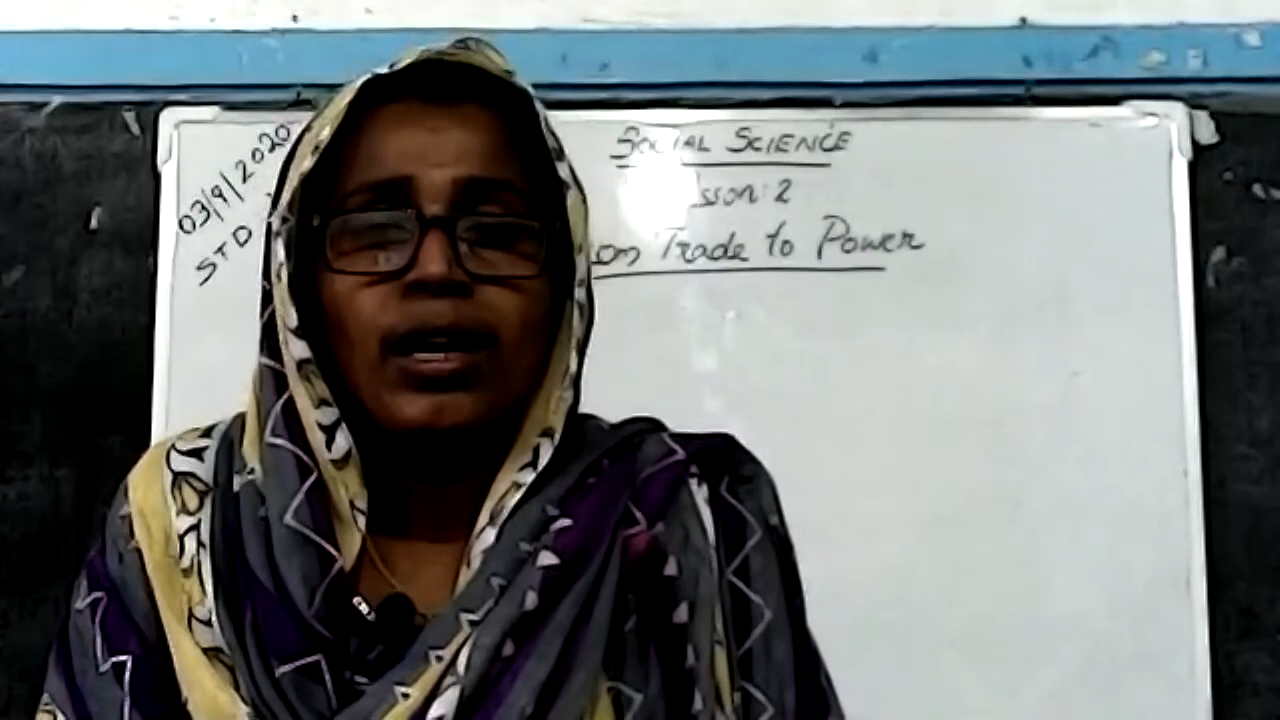 03/9/2020
STD
SOCIAL SCIENCE
sson: 2
om Trade to Power